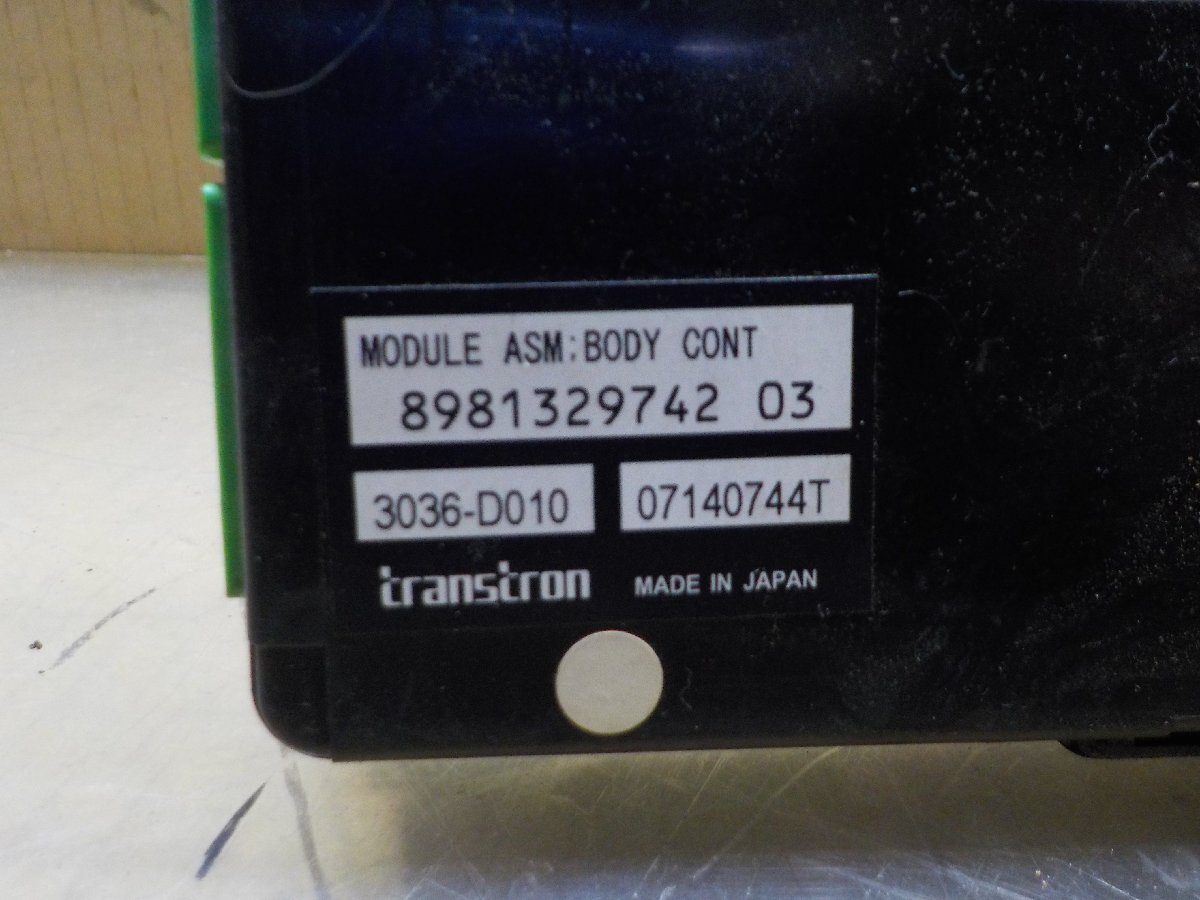 MODULE ASM:BODY CONT
8981329742 03
3036-D010 07140744T
transtron MADE IN JAPAN